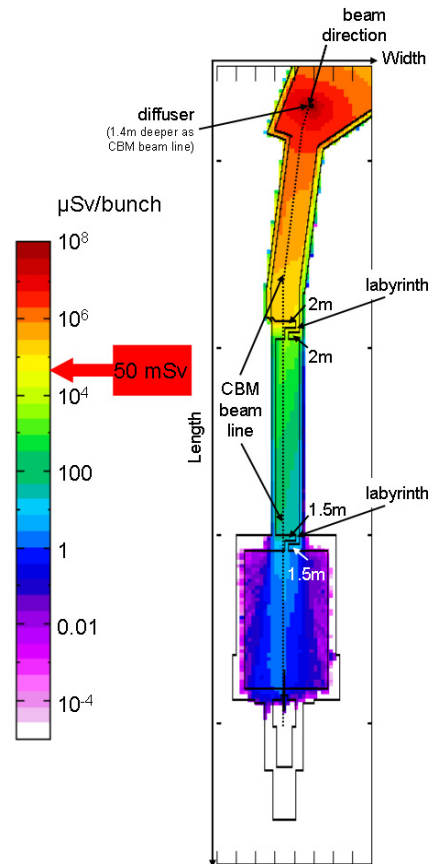 beam
direction
Width
diffuser
(1.4m deeper as
CBM beam line)
µSv/bunch
10⁸
10⁶
50 mSv
10⁴
100
1
0.01
10⁻⁴
labyrinth
2m
2m
CBM
beam
line
Length
labyrinth
1.5m
1.5m